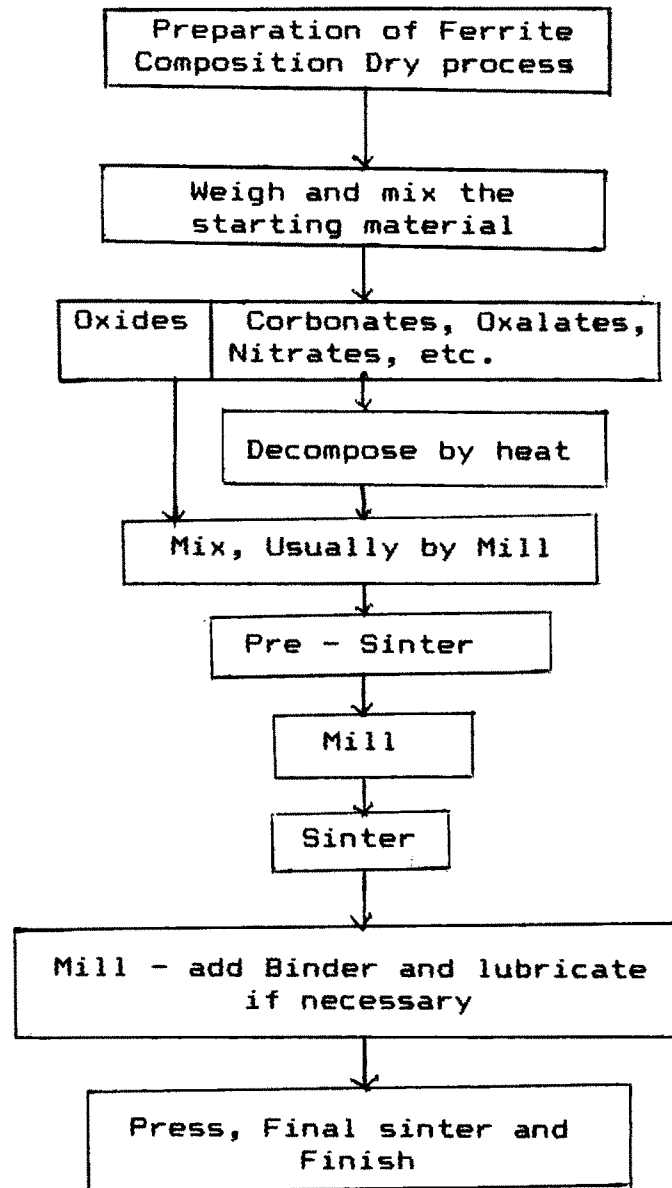 Preparation of Ferrite
Composition Dry process
Weigh and mix the
starting material
Oxides
Corbonates, Oxalates,
Nitrates, etc.
Decompose by heat
Mix, Usually by Mill
Pre - Sinter
Mill
Sinter
Mill - add Binder and lubricate
if necessary
Press, Final sinter and
Finish